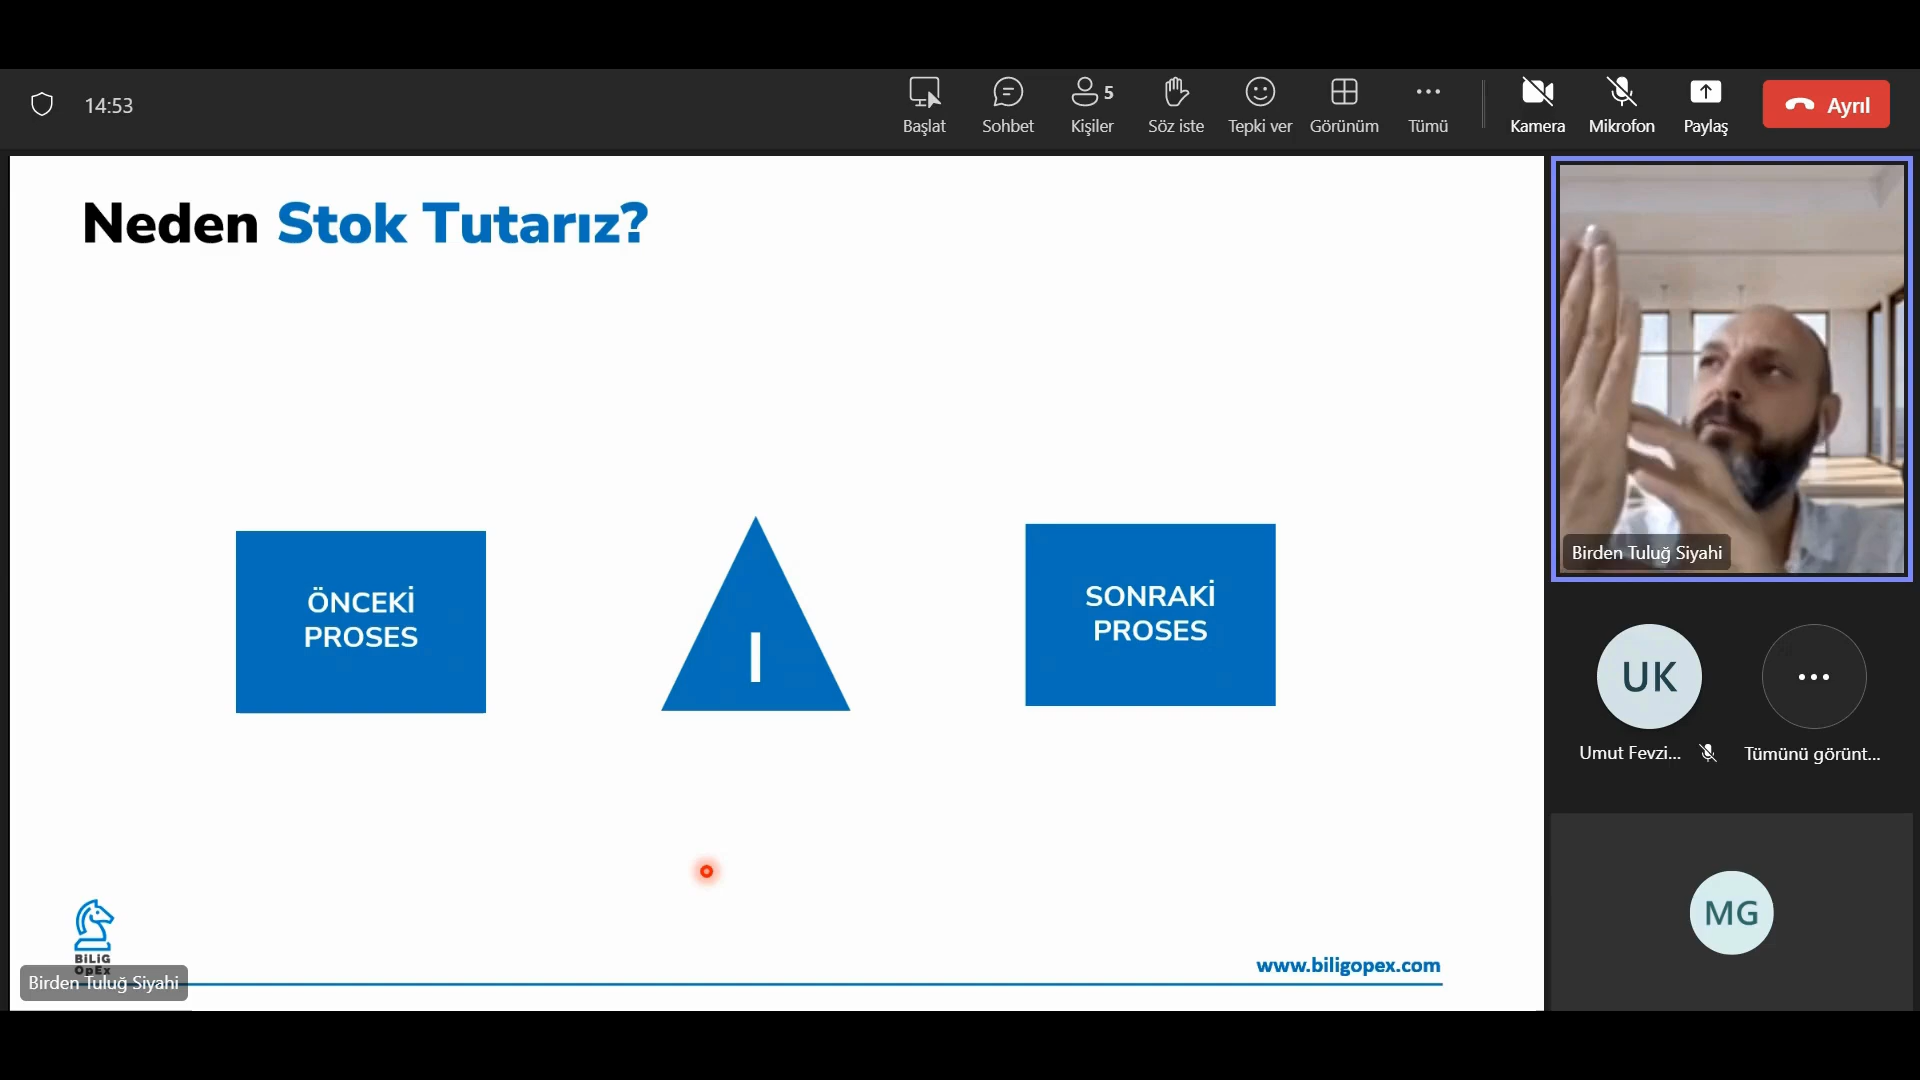 14:53
Başlat
Sohbet
5
Kişiler
Söz iste
Tepki ver
Görünüm
Tümü
Kamera
Mikrofon
Paylaş
Ayrıl
Neden Stok Tutarız?
ÖNCEKİ
PROSES
I
SONRAKİ
PROSES
BiLiG
OpEx
Birden Tuluğ Siyahi
www.biligopex.com
Birden Tuluğ Siyahi
UK
Umut Fevzi...
Tümünü görünt...
MG